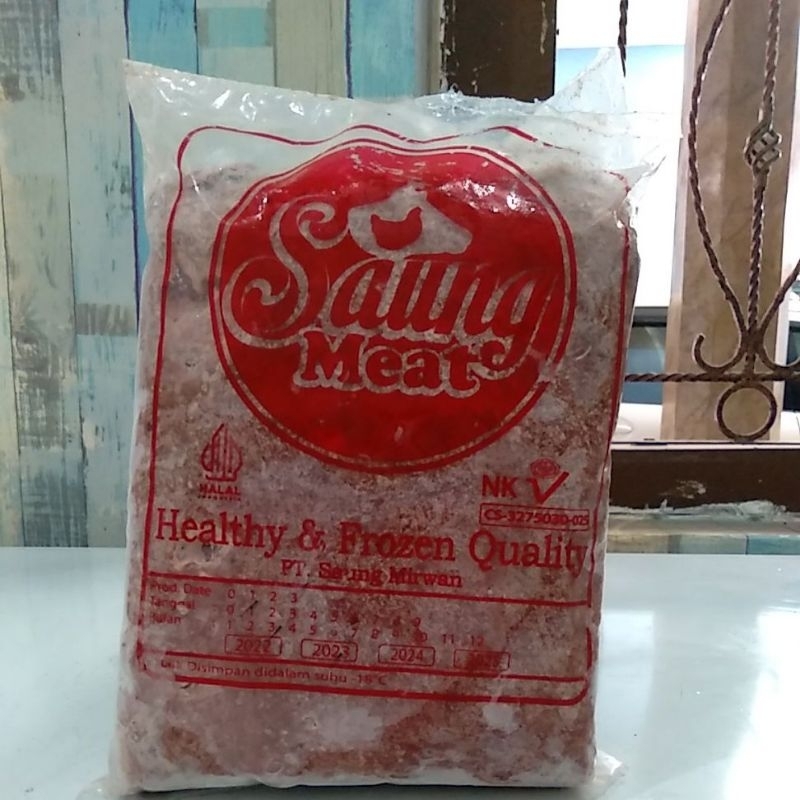 Saung
Meat
HALAL
INDONESIA
NK V
CS-3275030-025
Healthy & Frozen Quality
PT. Saung Mirwan
Prod. Date 0 1 2 3
Tanggal 0 1 2 3 4 5 6 7 8 9
Bulan 1 2 3 4 5 6 7 8 9 10 11 12
2022 2023 2024 2025
Disimpan didalam suhu -18°C